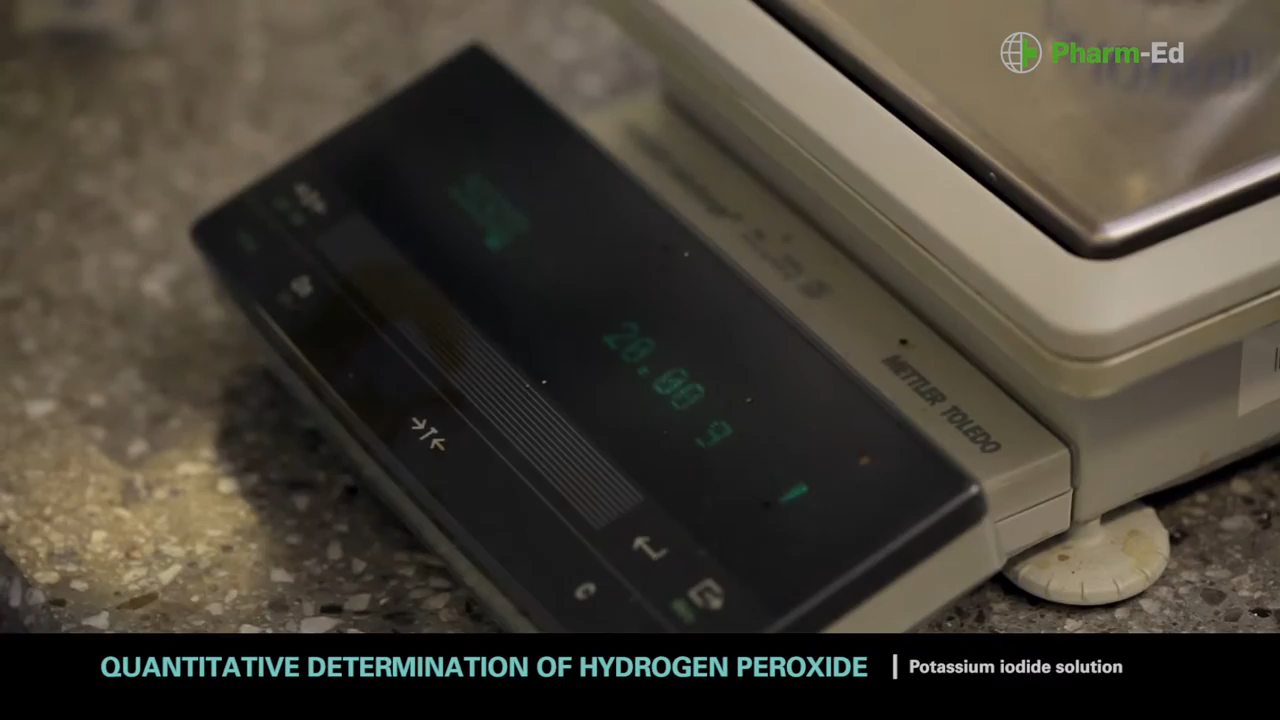 Pharm-Ed
20.00 g
METTLER TOLEDO
→T←
QUANTITATIVE DETERMINATION OF HYDROGEN PEROXIDE | Potassium iodide solution